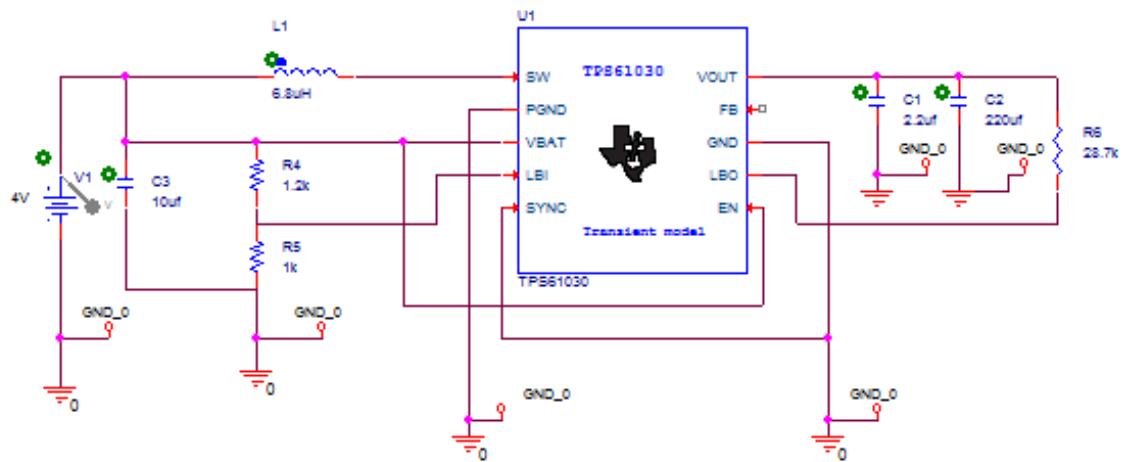 U1
L1
6.8uH
TPS61030
SW
PGND
VBAT
LBI
SYNC
VOUT
FB
GND
LBO
EN
Transient model
TPS61030
C1
2.2uf
C2
220uf
R6
28.7k
GND_0
GND_0
V1
V
4V
C3
10uf
R4
1.2k
R5
1k
GND_0
GND_0
0
0
GND_0
GND_0
0
0